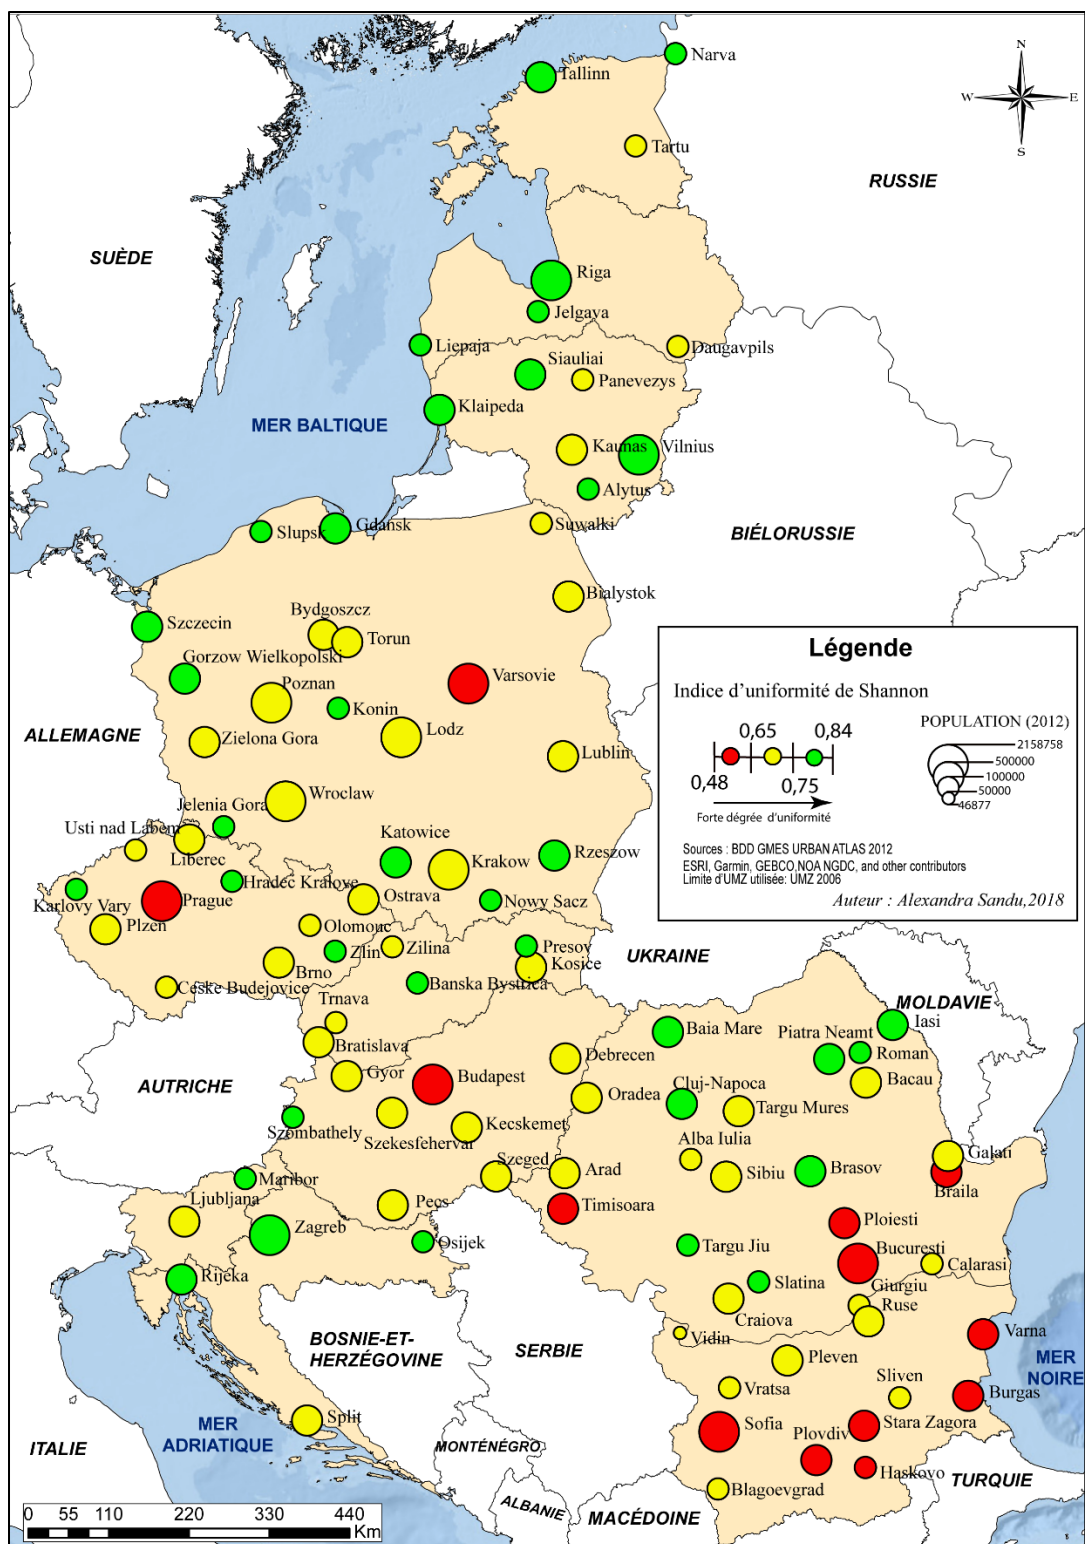 Narva
Tallinn
N
W
E
S
Tartu
RUSSIE
SUÈDE
Riga
Jelgava
Liepaja
Daugavpils
Siauliai
Panevezys
Klaipeda
MER BALTIQUE
Kaunas
Vilnius
Alytus
Suwalki
Slupsk
Gdańsk
BIÉLORUSSIE
Bialystok
Bydgoszcz
Szczecin
Torun
Gorzow Wielkopolski
Poznan
Varsovie
Konin
ALLEMAGNE
Zielona Gora
Lodz
Lublin
Légende
Indice d'uniformité de Shannon
POPULATION (2012)
0,65
0,84
0,48
0,75
Forte dégrée d'uniformité
2158758
500000
100000
50000
46877
Sources : BDD GMES URBAN ATLAS 2012
ESRI, Garmin, GEBCO,NOA NGDC, and other contributors
Limite d'UMZ utilisée: UMZ 2006
Auteur : Alexandra Sandu,2018
Wroclaw
Jelenia Gora
Usti nad Labem
Liberec
Katowice
Krakow
Rzeszow
Hradec Kralove
Karlovy Vary
Prague
Ostrava
Nowy Sacz
Plzen
Olomouc
Zlin
Zilina
Presov
Kosice
Brno
Banska Bystrica
Ceske Budejovice
UKRAINE
MOLDAVIE
Trnava
Bratislava
Baia Mare
Piatra Neamt
Iasi
Roman
Debrecen
Gyor
Budapest
AUTRICHE
Bacau
Oradea
Cluj-Napoca
Targu Mures
Szombathely
Szekesfehervar
Kecskemet
Alba Iulia
Szeged
Arad
Sibiu
Brasov
Galati
Braila
Maribor
Ljubljana
Pecs
Timisoara
Zagreb
Osijek
Ploiesti
Targu Jiu
Bucuresti
Calarasi
Rijeka
Slatina
Giurgiu
Craiova
Ruse
BOSNIE-ET-
HERZÉGOVINE
SERBIE
Vidin
Varna
Pleven
MER
NOIRE
Vratsa
Sliven
Burgas
Split
Sofia
Stara Zagora
Plovdiv
MER
ADRIATIQUE
ITALIE
MONTÉNÉGRO
Haskovo
TURQUIE
Blagoevgrad
ALBANIE
MACÉDOINE
0 55 110 220 330 440
Km